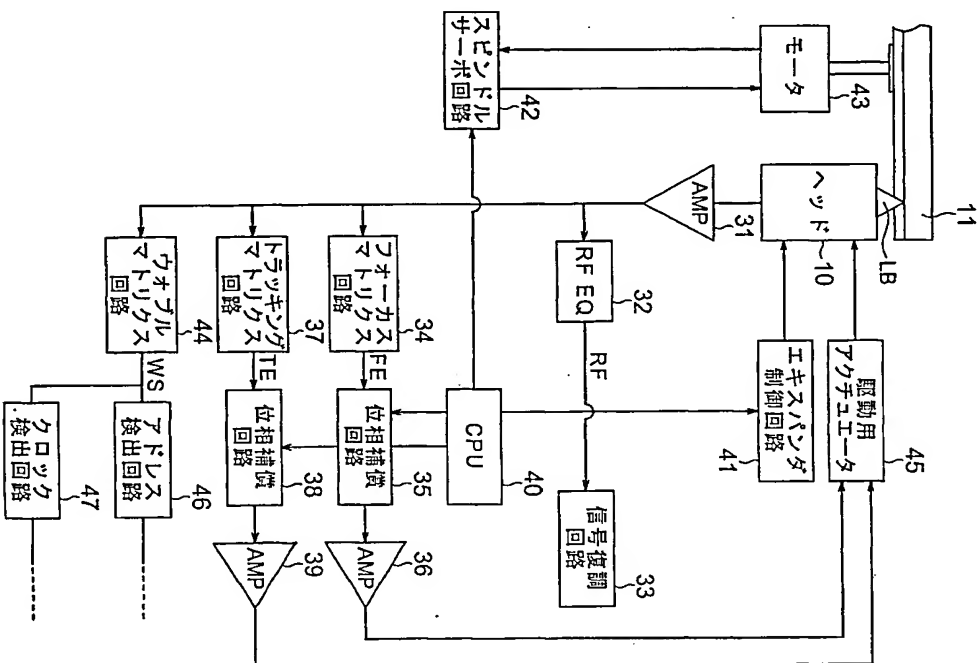 11
LB
モータ
43
ヘッド
10
駆動用
アクチュエータ
45
エキスパンダ
制御回路
41
AMP
31
スピンドル
サーボ回路
42
RF EQ
32
RF
信号復調
回路
33
CPU
40
フォーカス
マトリクス
回路
34
FE
位相補償
回路
35
AMP
36
トラッキング
マトリクス
回路
37
TE
位相補償
回路
38
AMP
39
ウォブル
マトリクス
回路
44
WS
アドレス
検出回路
46
クロック
検出回路
47